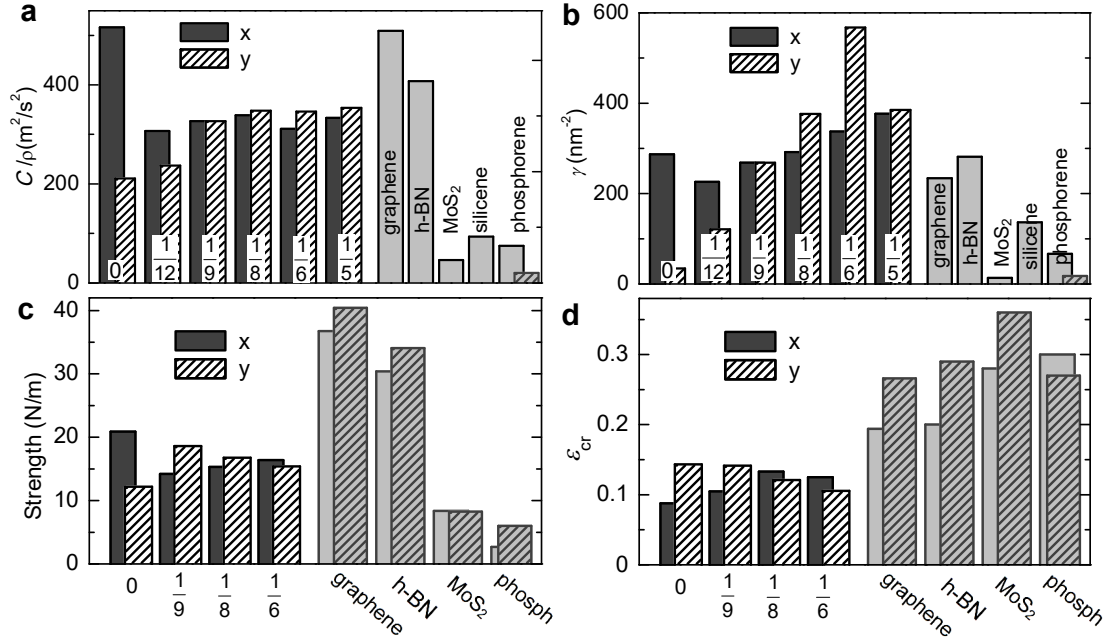 a
C/ρ(m²/s²)
400
200
0
x
y
0
1/12
1/9
1/8
1/6
1/5
graphene
h-BN
MoS₂
silicene
phosphorene
b
γ (nm⁻²)
600
400
200
0
x
y
0
1/12
1/9
1/8
1/6
1/5
graphene
h-BN
MoS₂
silicene
phosphorene
c
Strength (N/m)
40
30
20
10
0
x
y
0
1/9
1/8
1/6
graphene
h-BN
MoS₂
phosph
d
ε_cr
0.3
0.2
0.1
0
x
y
0
1/9
1/8
1/6
graphene
h-BN
MoS₂
phosph